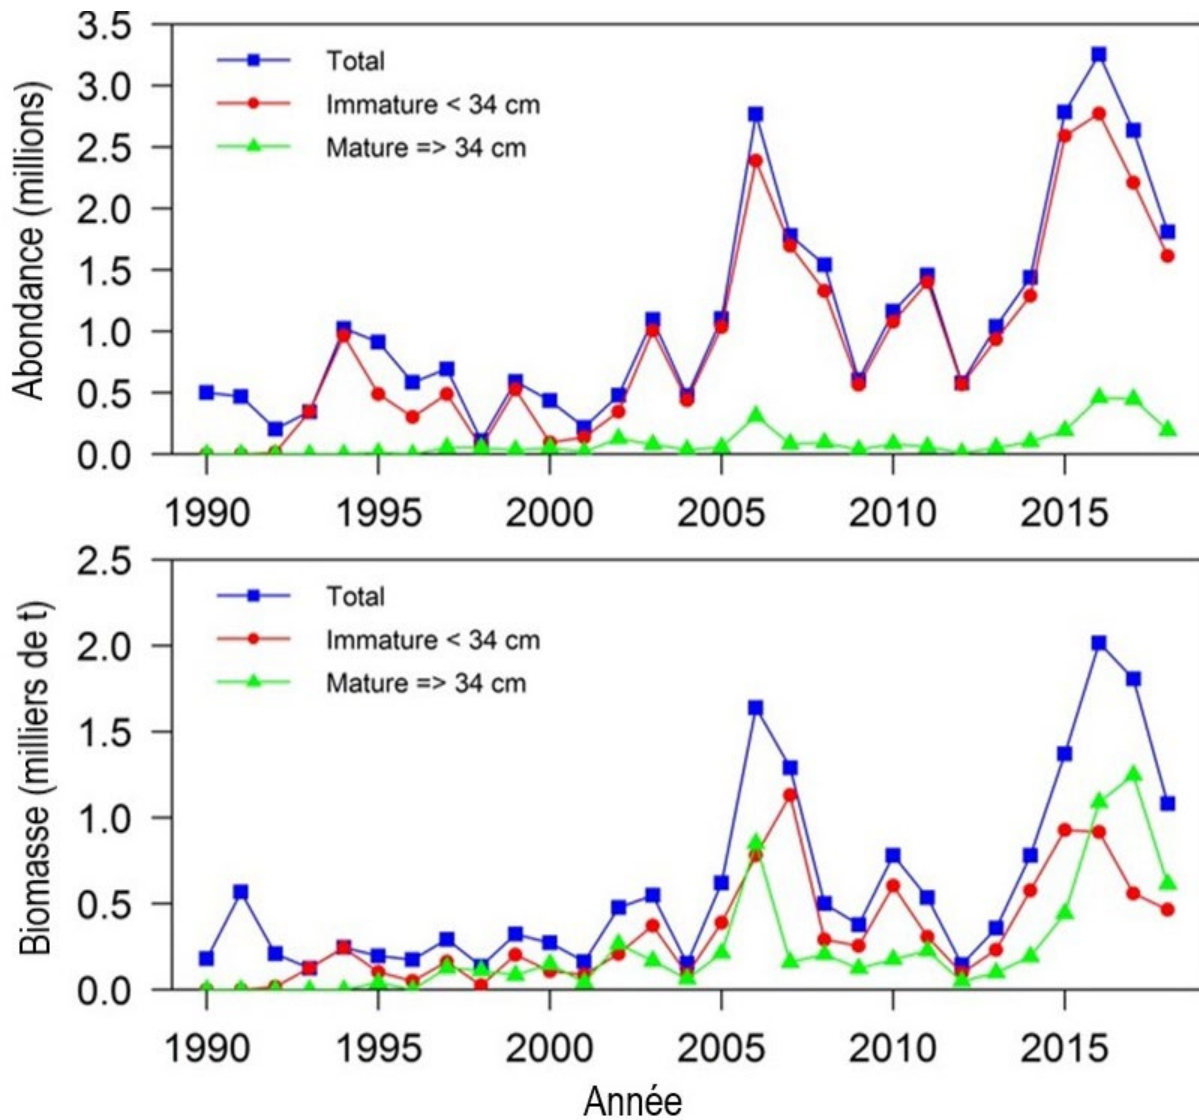 Abondance (millions)
3.5
3.0
2.5
2.0
1.5
1.0
0.5
0.0
Total
Immature < 34 cm
Mature => 34 cm
1990 1995 2000 2005 2010 2015
Biomasse (milliers de t)
2.5
2.0
1.5
1.0
0.5
0.0
Total
Immature < 34 cm
Mature => 34 cm
1990 1995 2000 2005 2010 2015
Année